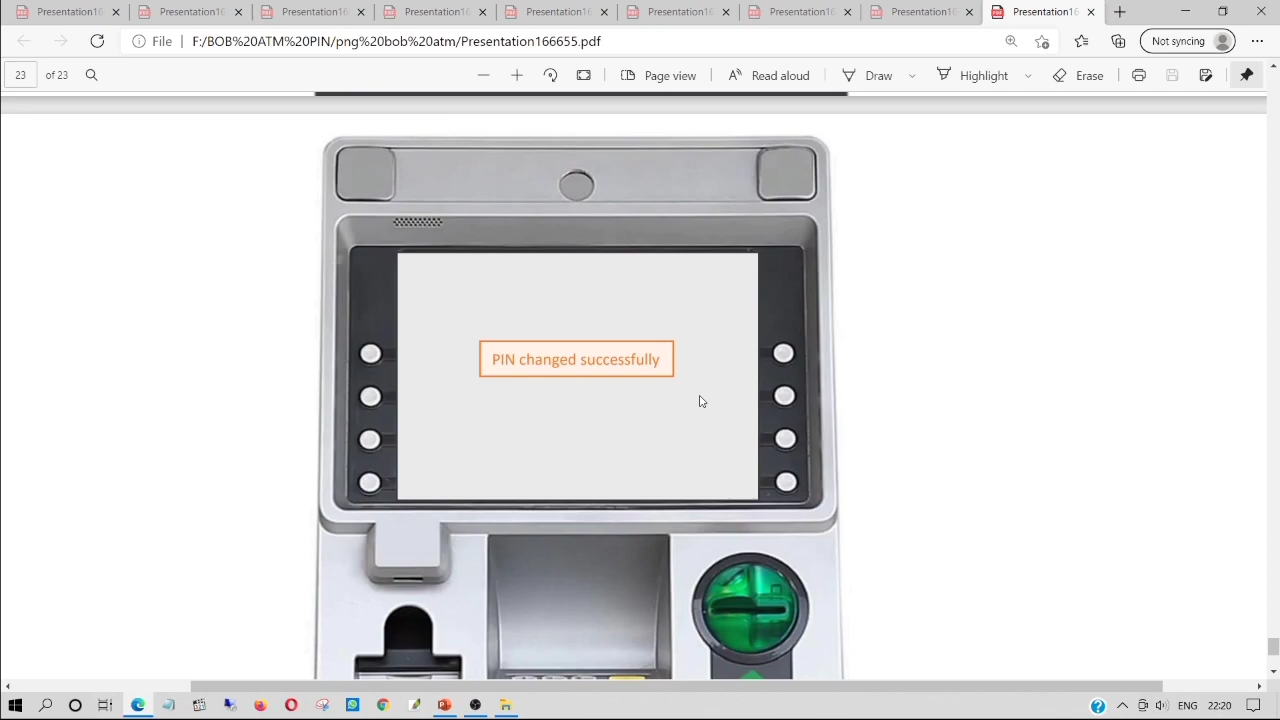 Presentation16
Presentation16
Presentation16
Presentation16
Presentation16
Presentation16
Presentation16
Presentation16
Presentation16
File
F:/BOB%20ATM%20PIN/png%20bob%20atm/Presentation166655.pdf
Not syncing
23 of 23
Page view
Read aloud
Draw
Highlight
Erase
PIN changed successfully
ENG
22:20